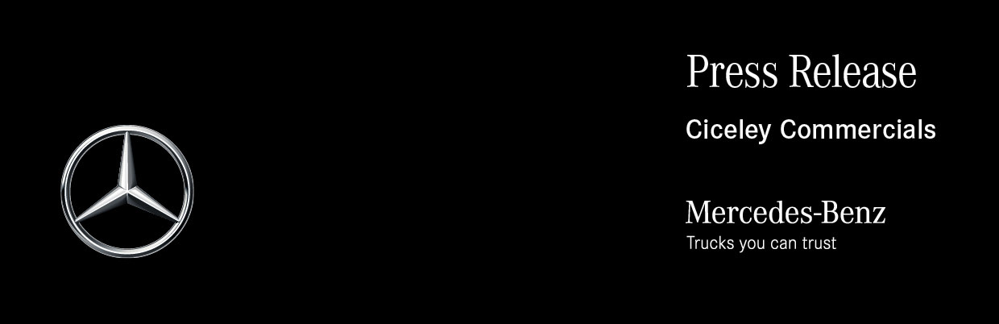 Press Release
Ciceley Commercials
Mercedes-Benz
Trucks you can trust